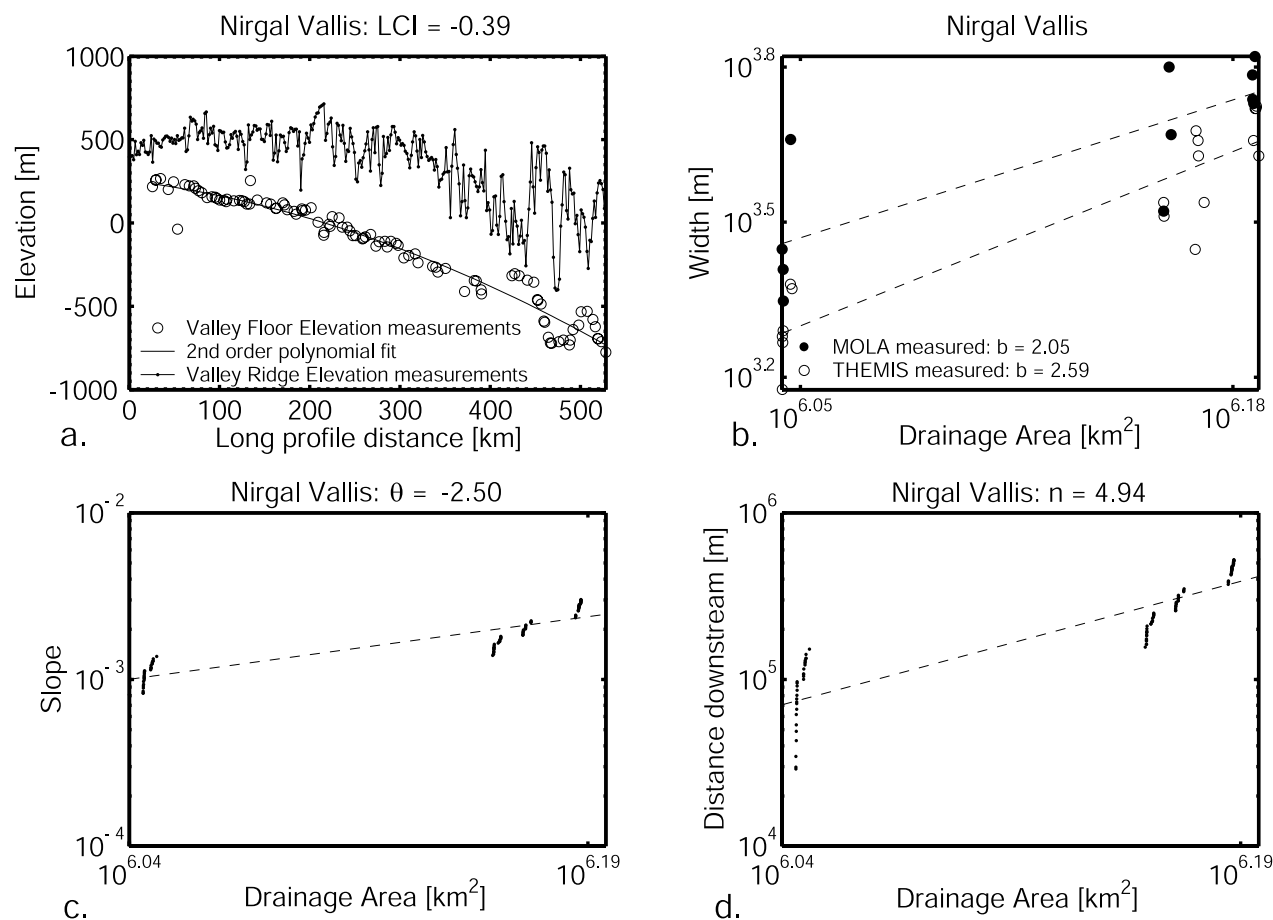 Nirgal Vallis: LCI = -0.39
1000
500
0
-500
-1000
Elevation [m]
Valley Floor Elevation measurements
2nd order polynomial fit
Valley Ridge Elevation measurements
0 100 200 300 400 500
Long profile distance [km]
a.
Nirgal Vallis
10^3.8
10^3.5
10^3.2
Width [m]
MOLA measured: b = 2.05
THEMIS measured: b = 2.59
10^6.05 10^6.18
Drainage Area [km^2]
b.
Nirgal Vallis: θ = -2.50
10^-2
10^-3
10^-4
Slope
10^6.04 10^6.19
Drainage Area [km^2]
c.
Nirgal Vallis: n = 4.94
10^6
10^5
10^4
Distance downstream [m]
10^6.04 10^6.19
Drainage Area [km^2]
d.